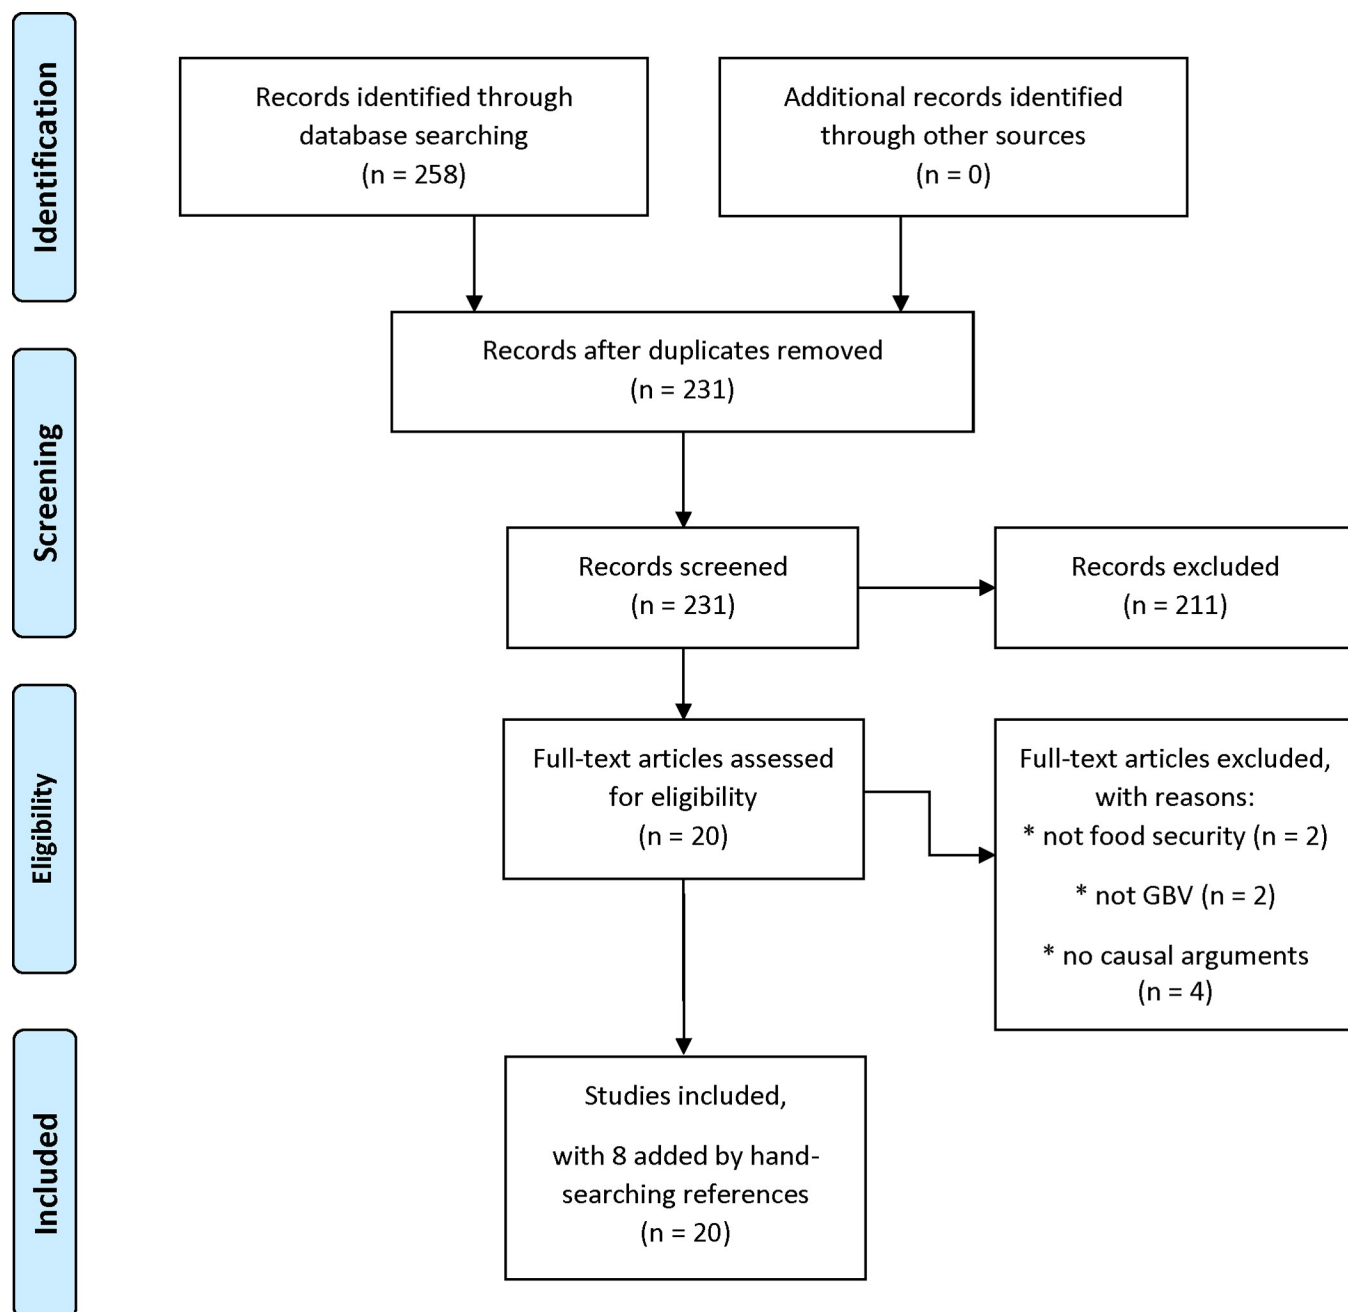 Identification
Records identified through
database searching
(n = 258)
Additional records identified
through other sources
(n = 0)
Records after duplicates removed
(n = 231)
Screening
Records screened
(n = 231)
Records excluded
(n = 211)
Eligibility
Full-text articles assessed
for eligibility
(n = 20)
Full-text articles excluded,
with reasons:
* not food security (n = 2)
* not GBV (n = 2)
* no causal arguments
(n = 4)
Included
Studies included,
with 8 added by hand-
searching references
(n = 20)